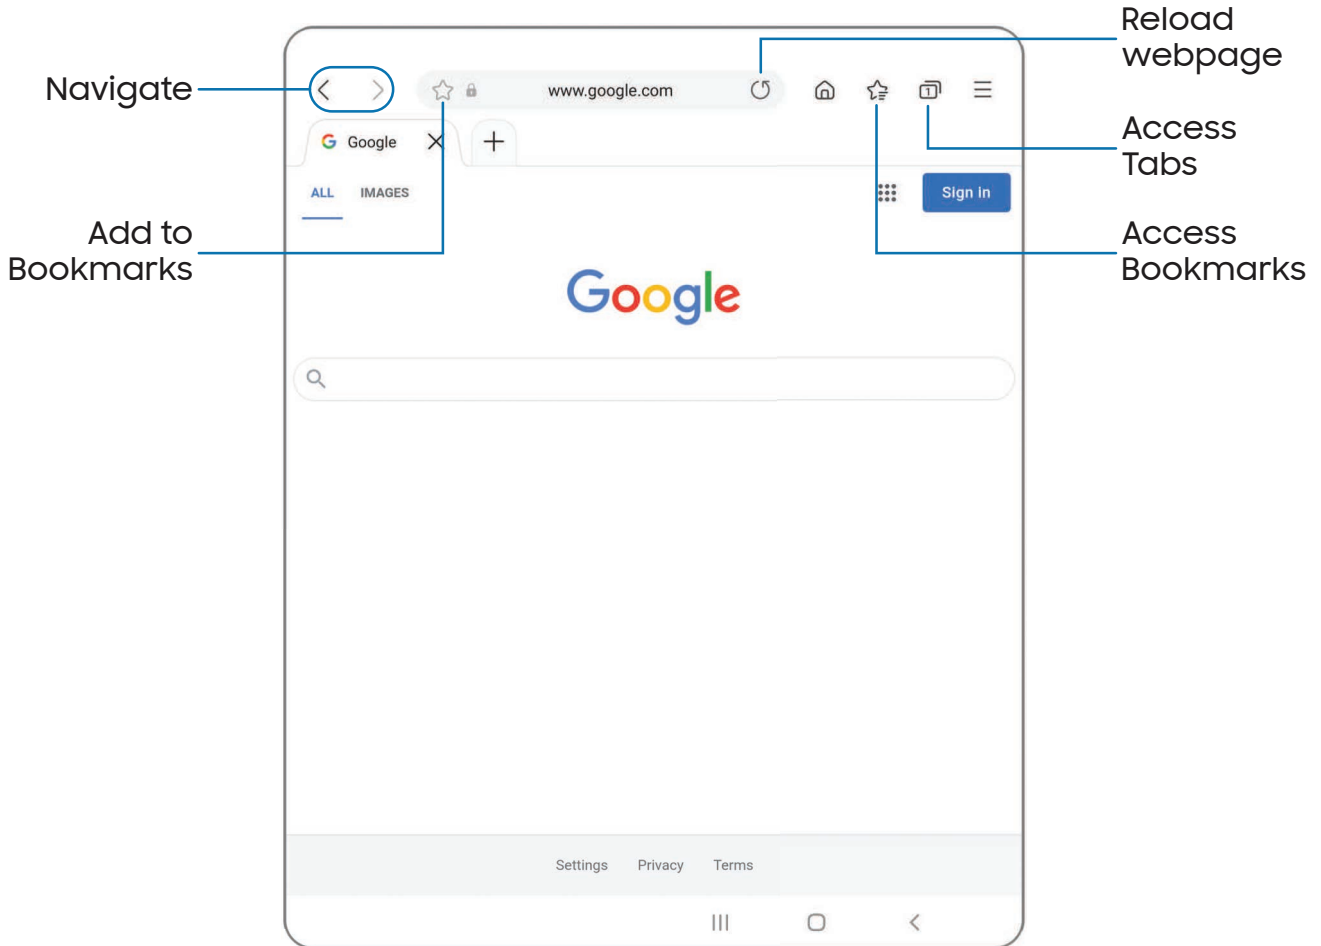 Reload
webpage
Navigate
www.google.com
1
Access
Tabs
G Google
ALL IMAGES
Sign In
Add to
Bookmarks
Access
Bookmarks
Google
Settings Privacy Terms